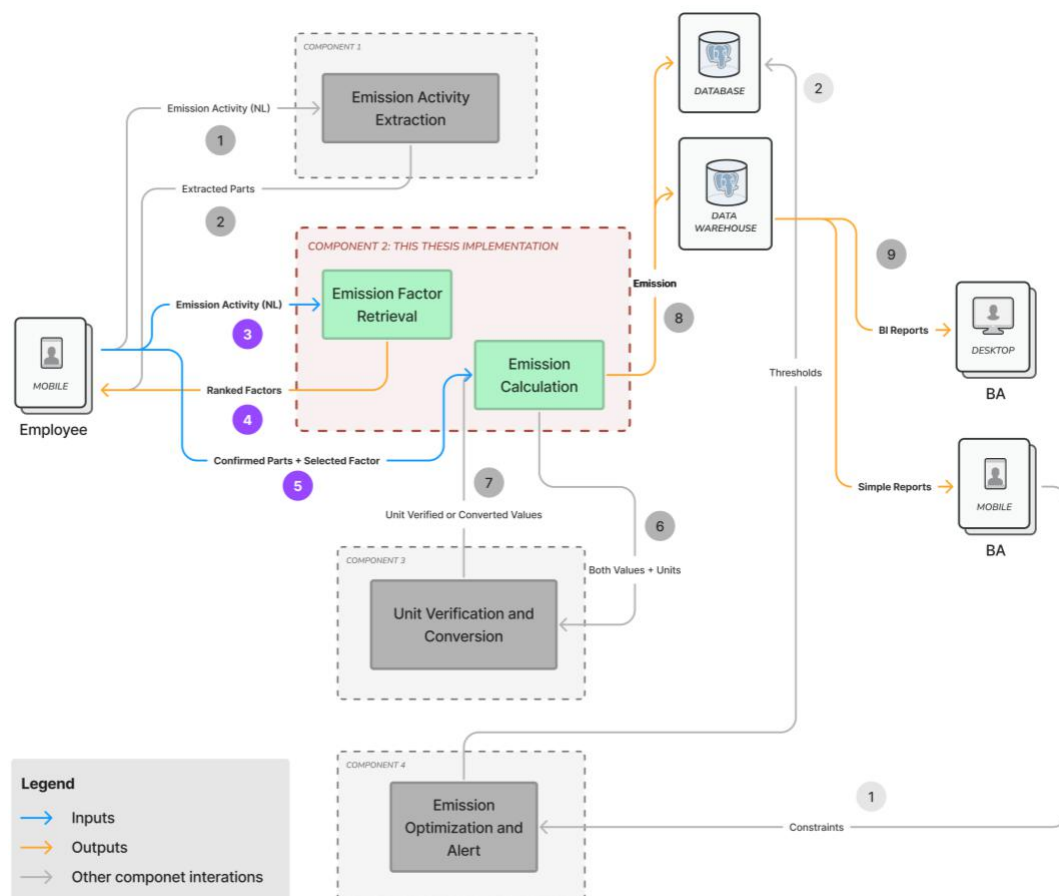 COMPONENT 1
Emission Activity
Extraction
Emission Activity (NL)
1
Extracted Parts
2
DATABASE
2
DATA
WAREHOUSE
COMPONENT 2: THIS THESIS IMPLEMENTATION
Emission Factor
Retrieval
Emission Activity (NL)
3
Ranked Factors
4
Emission
Calculation
Emission
8
9
BI Reports
DESKTOP
BA
MOBILE
Employee
Thresholds
Confirmed Parts + Selected Factor
5
7
Unit Verified or Converted Values
6
Both Values + Units
Simple Reports
MOBILE
BA
COMPONENT 3
Unit Verification and
Conversion
COMPONENT 4
Emission
Optimization and
Alert
1
Constraints
Legend
Inputs
Outputs
Other componet interations